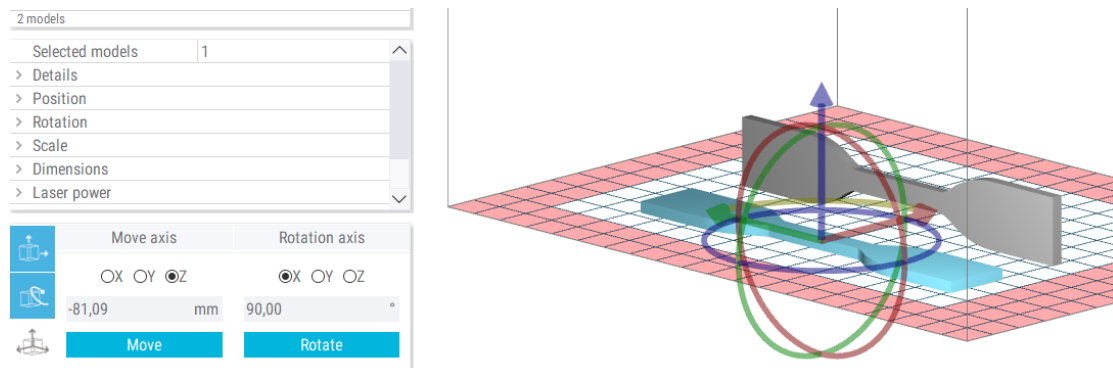 2 models
Selected models 1
> Details
> Position
> Rotation
> Scale
> Dimensions
> Laser power
Move axis Rotation axis
X Y Z X Y Z
-81,09 mm 90,00 °
Move Rotate